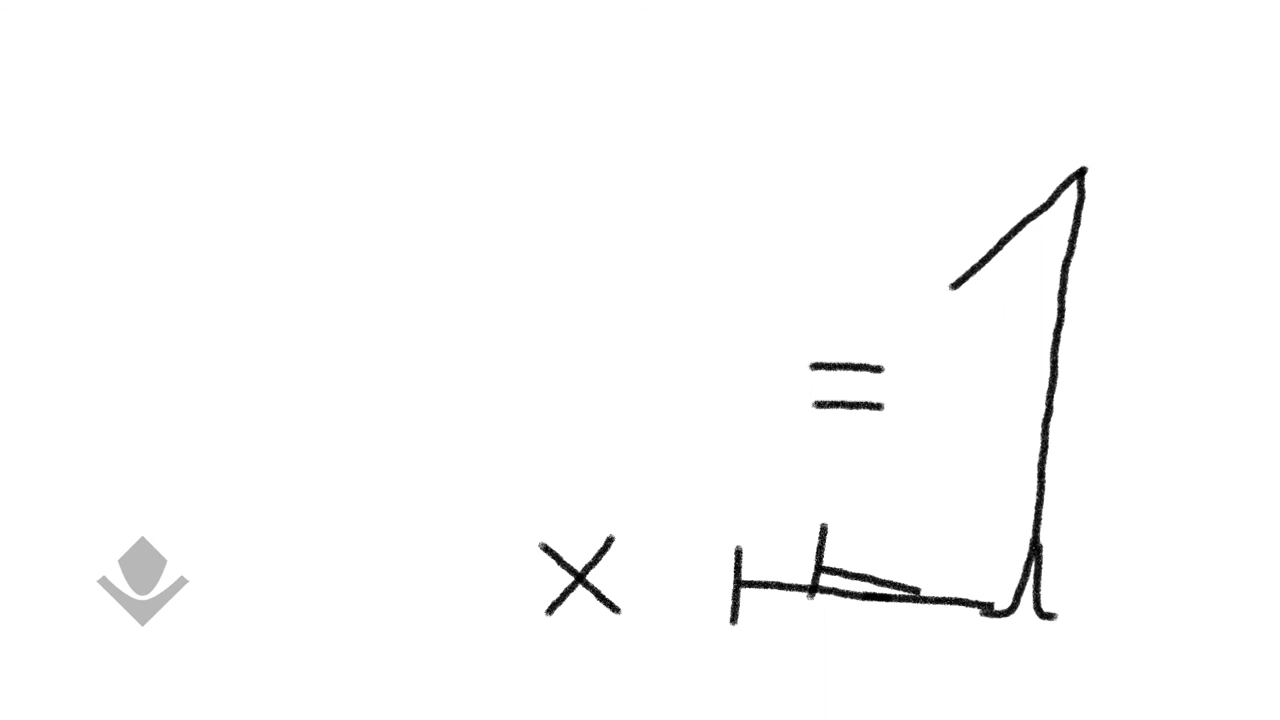 = 1
×